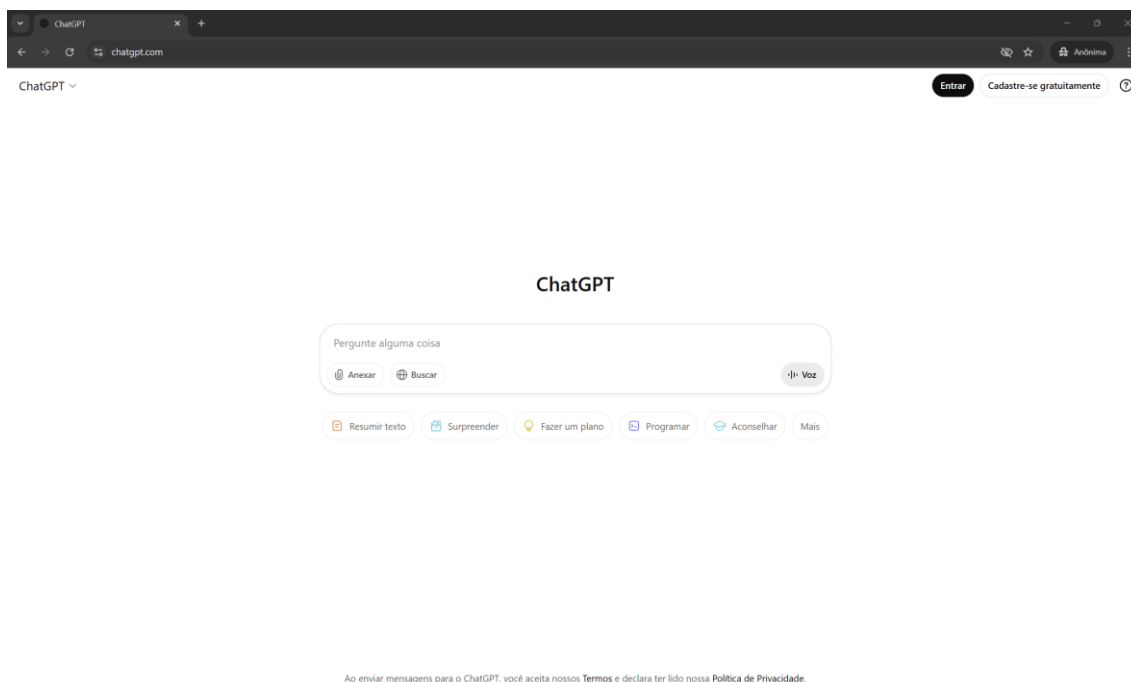 ChatGPT
chatgpt.com
Anônima
ChatGPT
Entrar
Cadastre-se gratuitamente
ChatGPT
Pergunte alguma coisa
Anexar
Buscar
Voz
Resumir texto
Surpreender
Fazer um plano
Programar
Aconselhar
Mais
Ao enviar mensagens para o ChatGPT, você aceita nossos Termos e declara ter lido nossa Política de Privacidade.